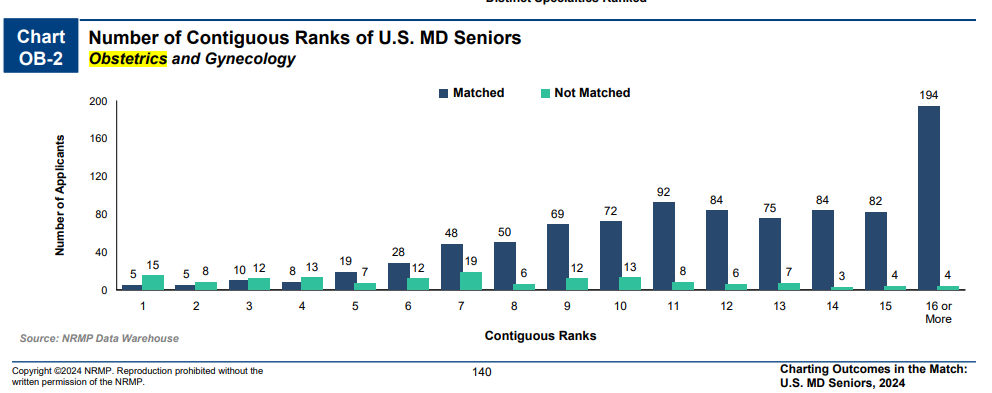 Distinct Specialties Ranked
Chart
OB-2
Number of Contiguous Ranks of U.S. MD Seniors
Obstetrics and Gynecology
Matched Not Matched
Number of Applicants
200
160
120
80
40
0
5 15 5 8 10 12 8 13 19 7 28 12 48 19 50 6 69 12 72 13 92 8 84 6 75 7 84 3 82 4 194 4
1 2 3 4 5 6 7 8 9 10 11 12 13 14 15 16 or
More
Contiguous Ranks
Source: NRMP Data Warehouse
Copyright ©2024 NRMP. Reproduction prohibited without the
written permission of the NRMP.
140
Charting Outcomes in the Match:
U.S. MD Seniors, 2024